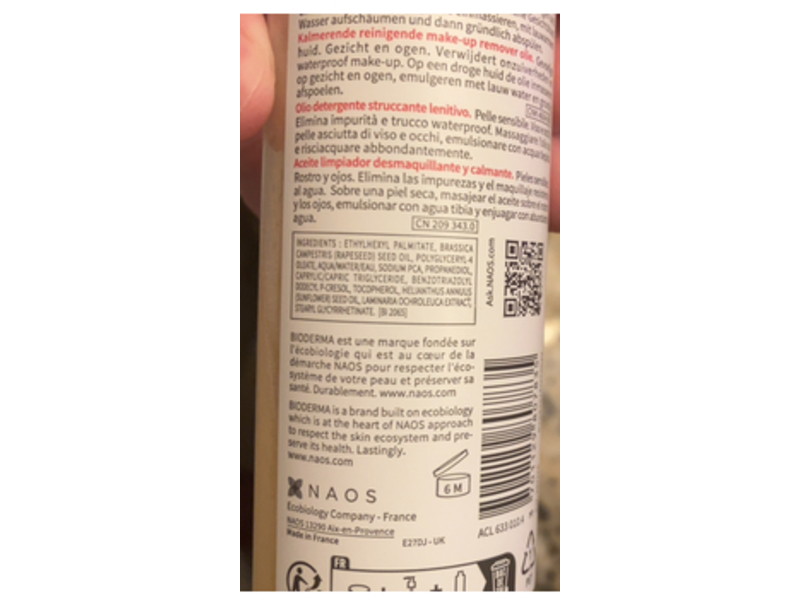 Wasser aufschäumen und dann gründlich abspülen.
Kalmerende reinigende make-up remover olie.
huid. Gezicht en ogen. Verwijdert onzuiverheden
waterproof make-up. Op een droge huid de olie
op gezicht en ogen, emulgeren met lauw water en
afspoelen.
Olio detergente struccante lenitivo. Pelle sensibile.
Elimina impurità e trucco waterproof. Massaggiare
pelle asciutta di viso e occhi, emulsionare con acqua
e risciacquare abbondantemente.
Aceite limpiador desmaquillante y calmante. Pieles
Rostro y ojos. Elimina las impurezas y el maquillaje
al agua. Sobre una piel seca, masajear el aceite sobre el
y los ojos, emulsionar con agua tibia y enjuagar con
agua.
CN 209 343.0
INGREDIENTS : ETHYLHEXYL PALMITATE, BRASSICA
CAMPESTRIS (RAPESEED) SEED OIL, POLYGLYCERYL-4
OLEATE, AQUA/WATER/EAU, SODIUM PCA, PROPANEDIOL,
CAPRYLIC/CAPRIC TRIGLYCERIDE, BENZOTRIAZOLYL
DODECYL P-CRESOL, TOCOPHEROL, HELIANTHUS ANNUUS
(SUNFLOWER) SEED OIL, LAMINARIA OCHROLEUCA EXTRACT,
STEARYL GLYCYRRHETINATE. [BI 2065]
Ask.NAOS.com
BIODERMA est une marque fondée sur
l'écobiologie qui est au cœur de la
démarche NAOS pour respecter l'éco-
système de votre peau et préserver sa
santé. Durablement. www.naos.com
BIODERMA is a brand built on ecobiology
which is at the heart of NAOS approach
to respect the skin ecosystem and pre-
serve its health. Lastingly.
www.naos.com
6 M
NAOS
Ecobiology Company - France
NAOS 13290 Aix-en-Provence
Made in France
E27DJ - UK
ACL 633 010.4
FR